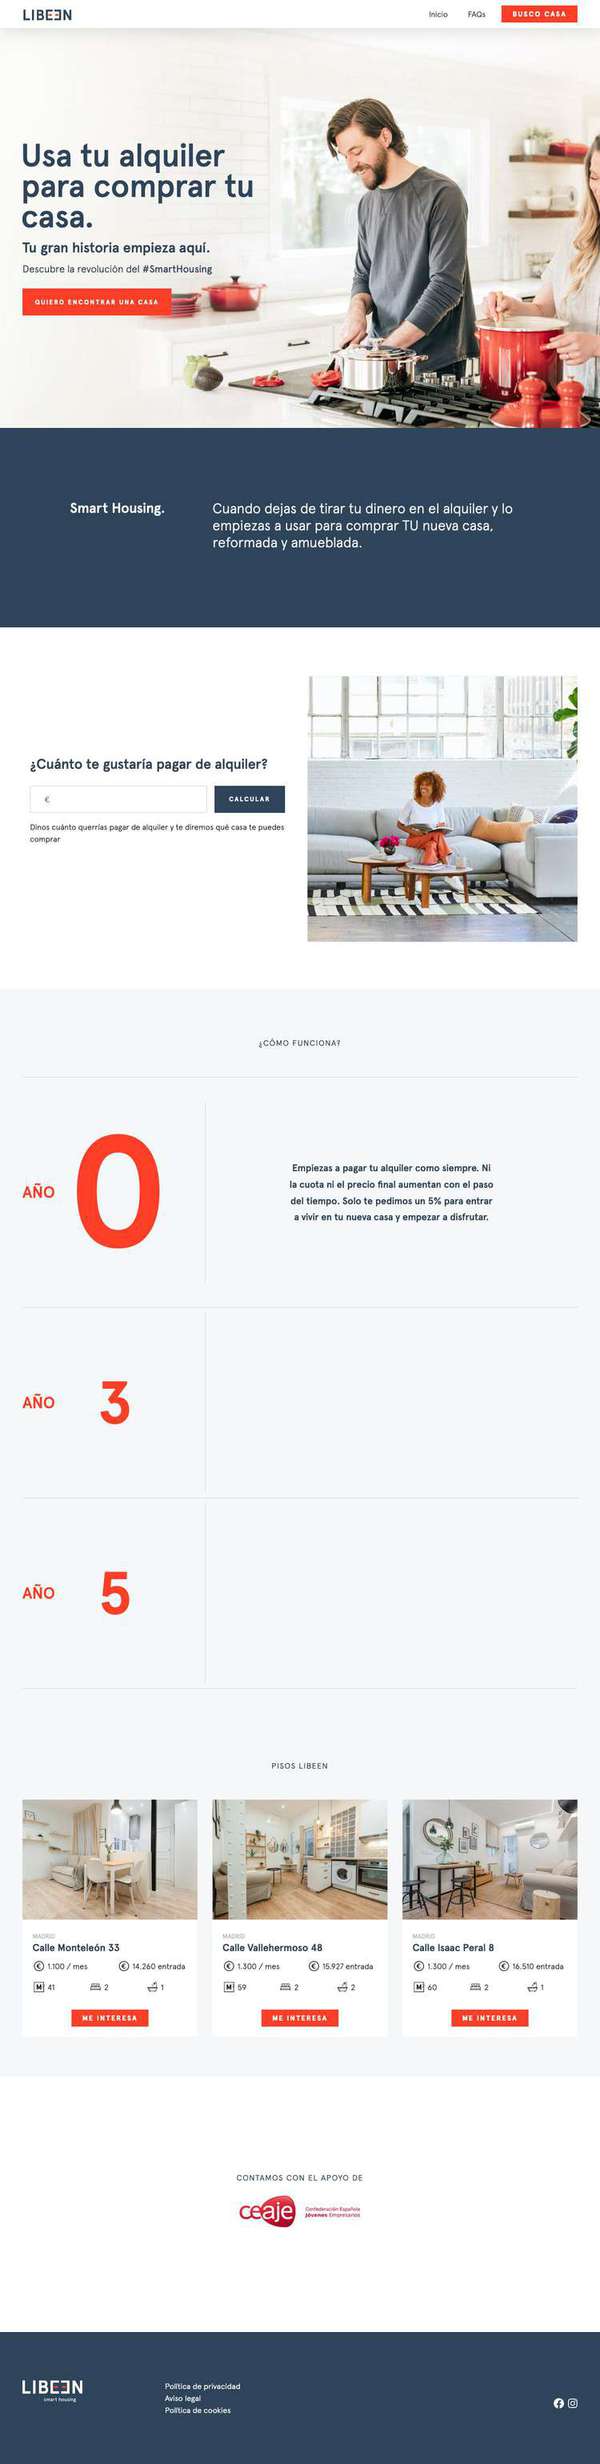 LIBEEN
Inicio
FAQs
BUSCO CASA
Usa tu alquiler
para comprar tu
casa.
Tu gran historia empieza aquí.
Descubre la revolución del #SmartHousing
QUIERO ENCONTRAR UNA CASA
Smart Housing.
Cuando dejas de tirar tu dinero en el alquiler y lo
empiezas a usar para comprar TU nueva casa,
reformada y amueblada.
¿Cuánto te gustaría pagar de alquiler?
€
CALCULAR
Dinos cuánto querrías pagar de alquiler y te diremos qué casa te puedes
comprar
¿CÓMO FUNCIONA?
AÑO 0
Empiezas a pagar tu alquiler como siempre. Ni
la cuota ni el precio final aumentan con el paso
del tiempo. Solo te pedimos un 5% para entrar
a vivir en tu nueva casa y empezar a disfrutar.
AÑO 3
AÑO 5
PISOS LIBEEN
MADRID
Calle Monteleón 33
€ 1.100 / mes
€ 14.260 entrada
M² 41
2
1
ME INTERESA
MADRID
Calle Vallehermoso 48
€ 1.300 / mes
€ 15.927 entrada
M² 59
2
2
ME INTERESA
MADRID
Calle Isaac Peral 8
€ 1.300 / mes
€ 16.510 entrada
M² 60
2
1
ME INTERESA
CONTAMOS CON EL APOYO DE
ceaje
Confederación Española
Jóvenes Empresarios
LIBEEN
smart housing
Política de privacidad
Aviso legal
Política de cookies